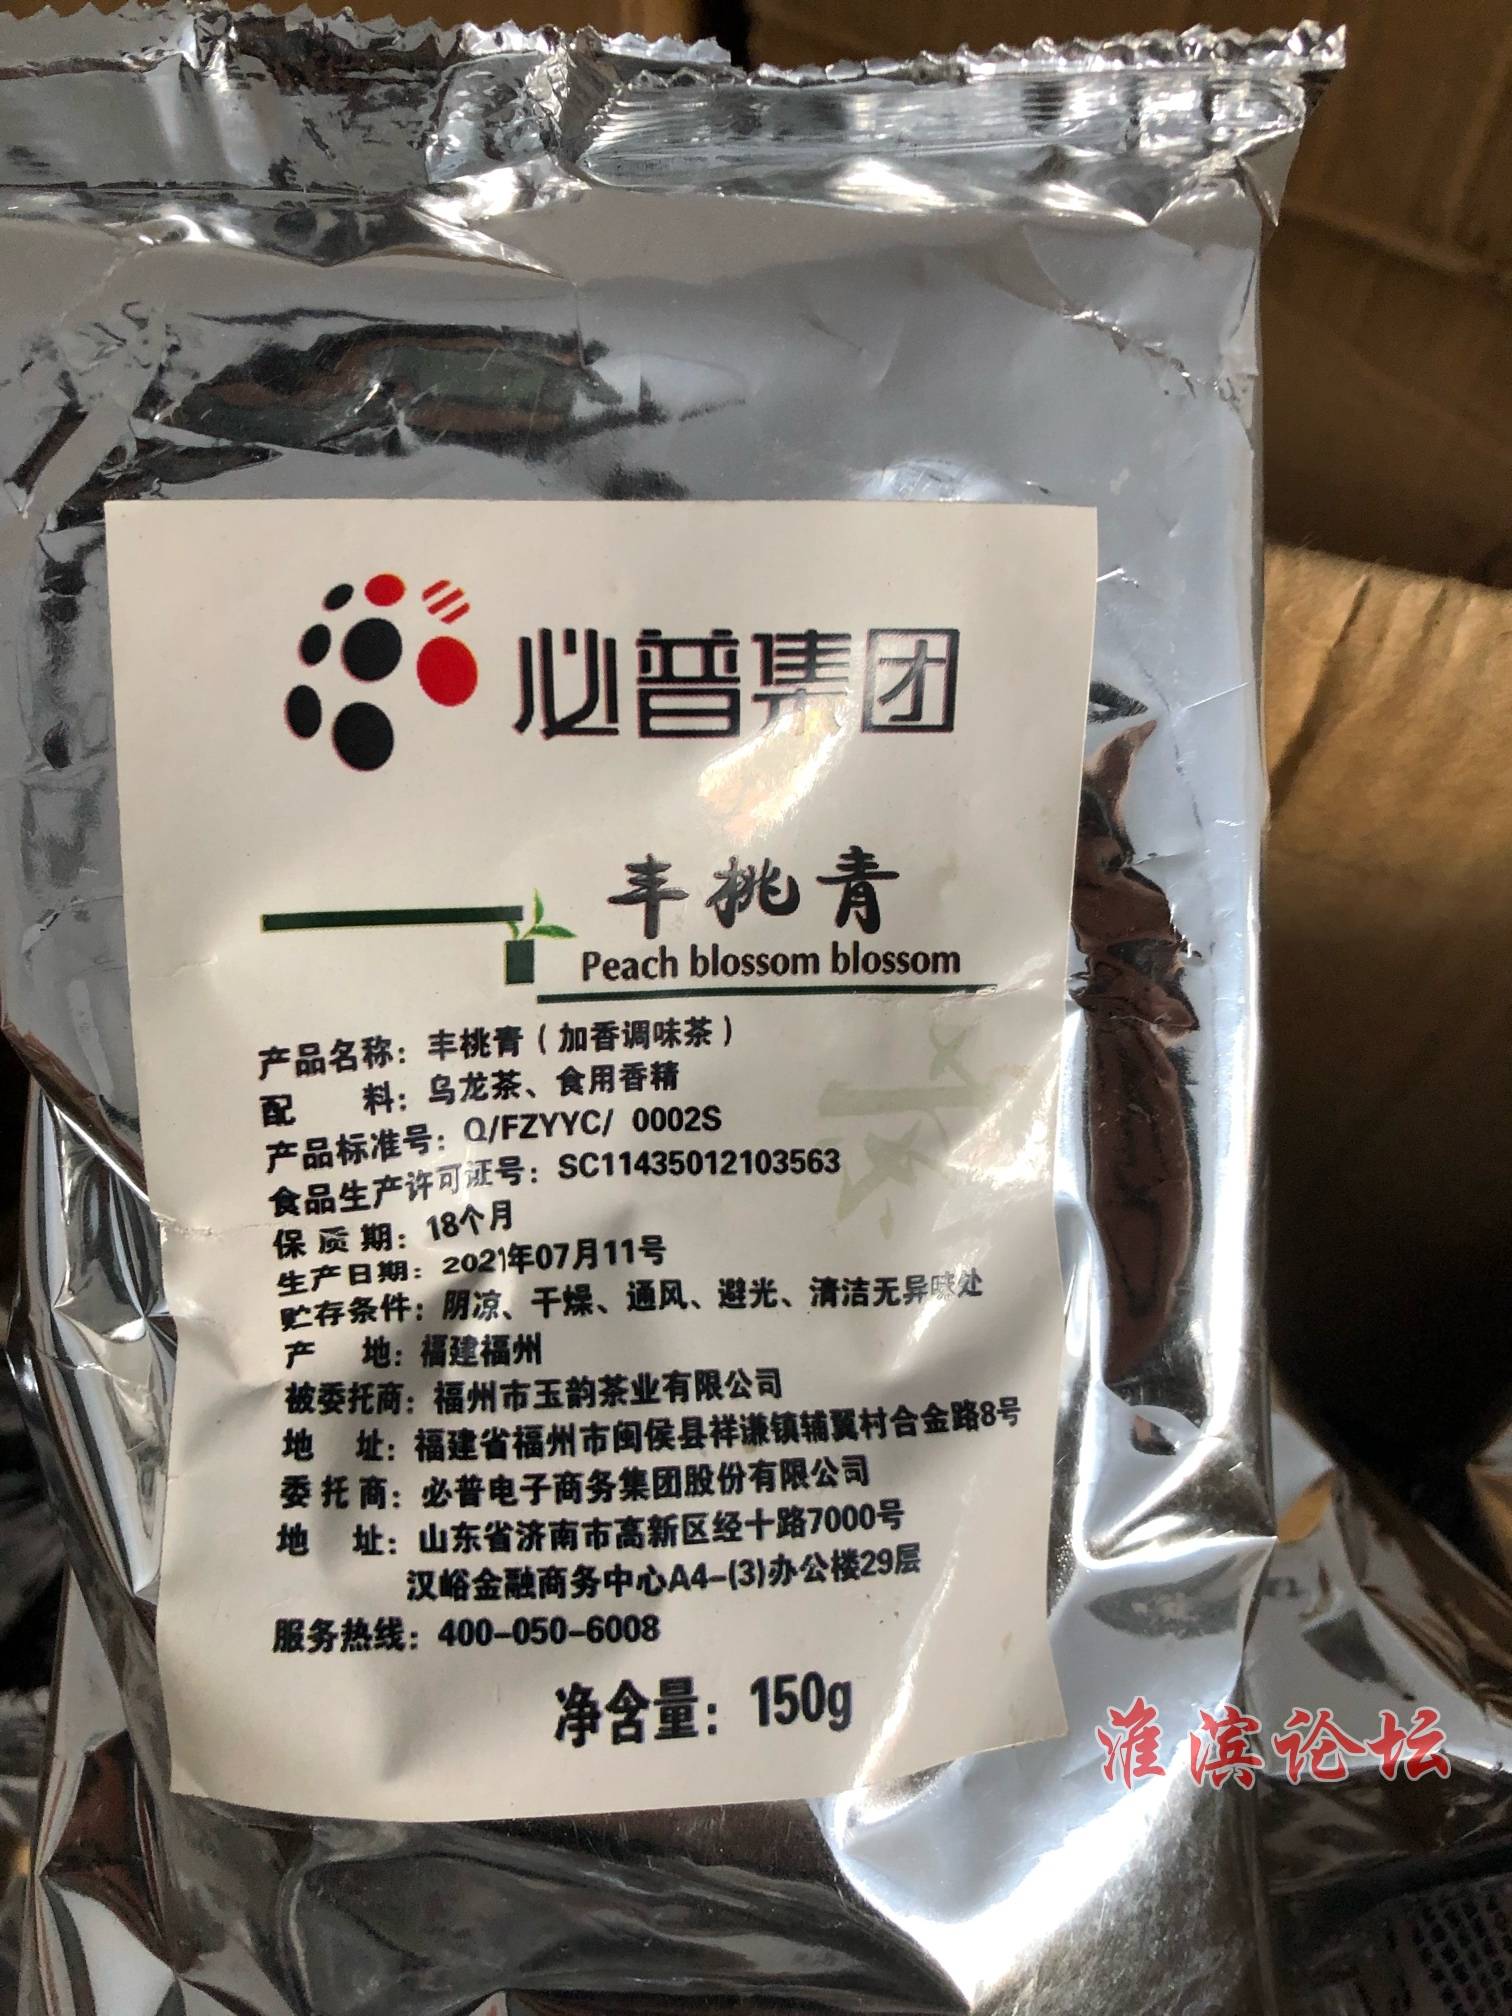 必普集团
丰桃青
Peach blossom blossom
产品名称：丰桃青（加香调味茶）
配 料：乌龙茶、食用香精
产品标准号：Q/FZYYC/ 0002S
食品生产许可证号：SC11435012103563
保质期：18个月
生产日期：2021年07月11号
贮存条件：阴凉、干燥、通风、避光、清洁无异味处
产 地：福建福州
被委托商：福州市玉韵茶业有限公司
地 址：福建省福州市闽侯县祥谦镇辅翼村合金路8号
委托商：必普电子商务集团股份有限公司
地 址：山东省济南市高新区经十路7000号
汉峪金融商务中心A4-(3)办公楼29层
服务热线：400-050-6008
净含量：150g
淮滨论坛